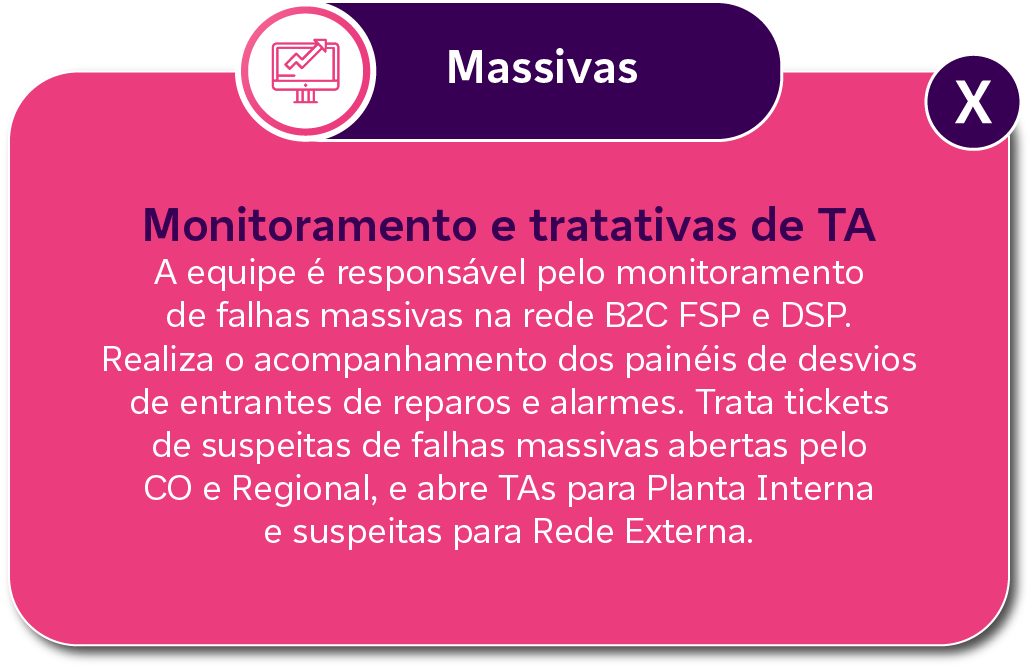 Massivas
X
Monitoramento e tratativas de TA
A equipe é responsável pelo monitoramento
de falhas massivas na rede B2C FSP e DSP.
Realiza o acompanhamento dos painéis de desvios
de entrantes de reparos e alarmes. Trata tickets
de suspeitas de falhas massivas abertas pelo
CO e Regional, e abre TAs para Planta Interna
e suspeitas para Rede Externa.